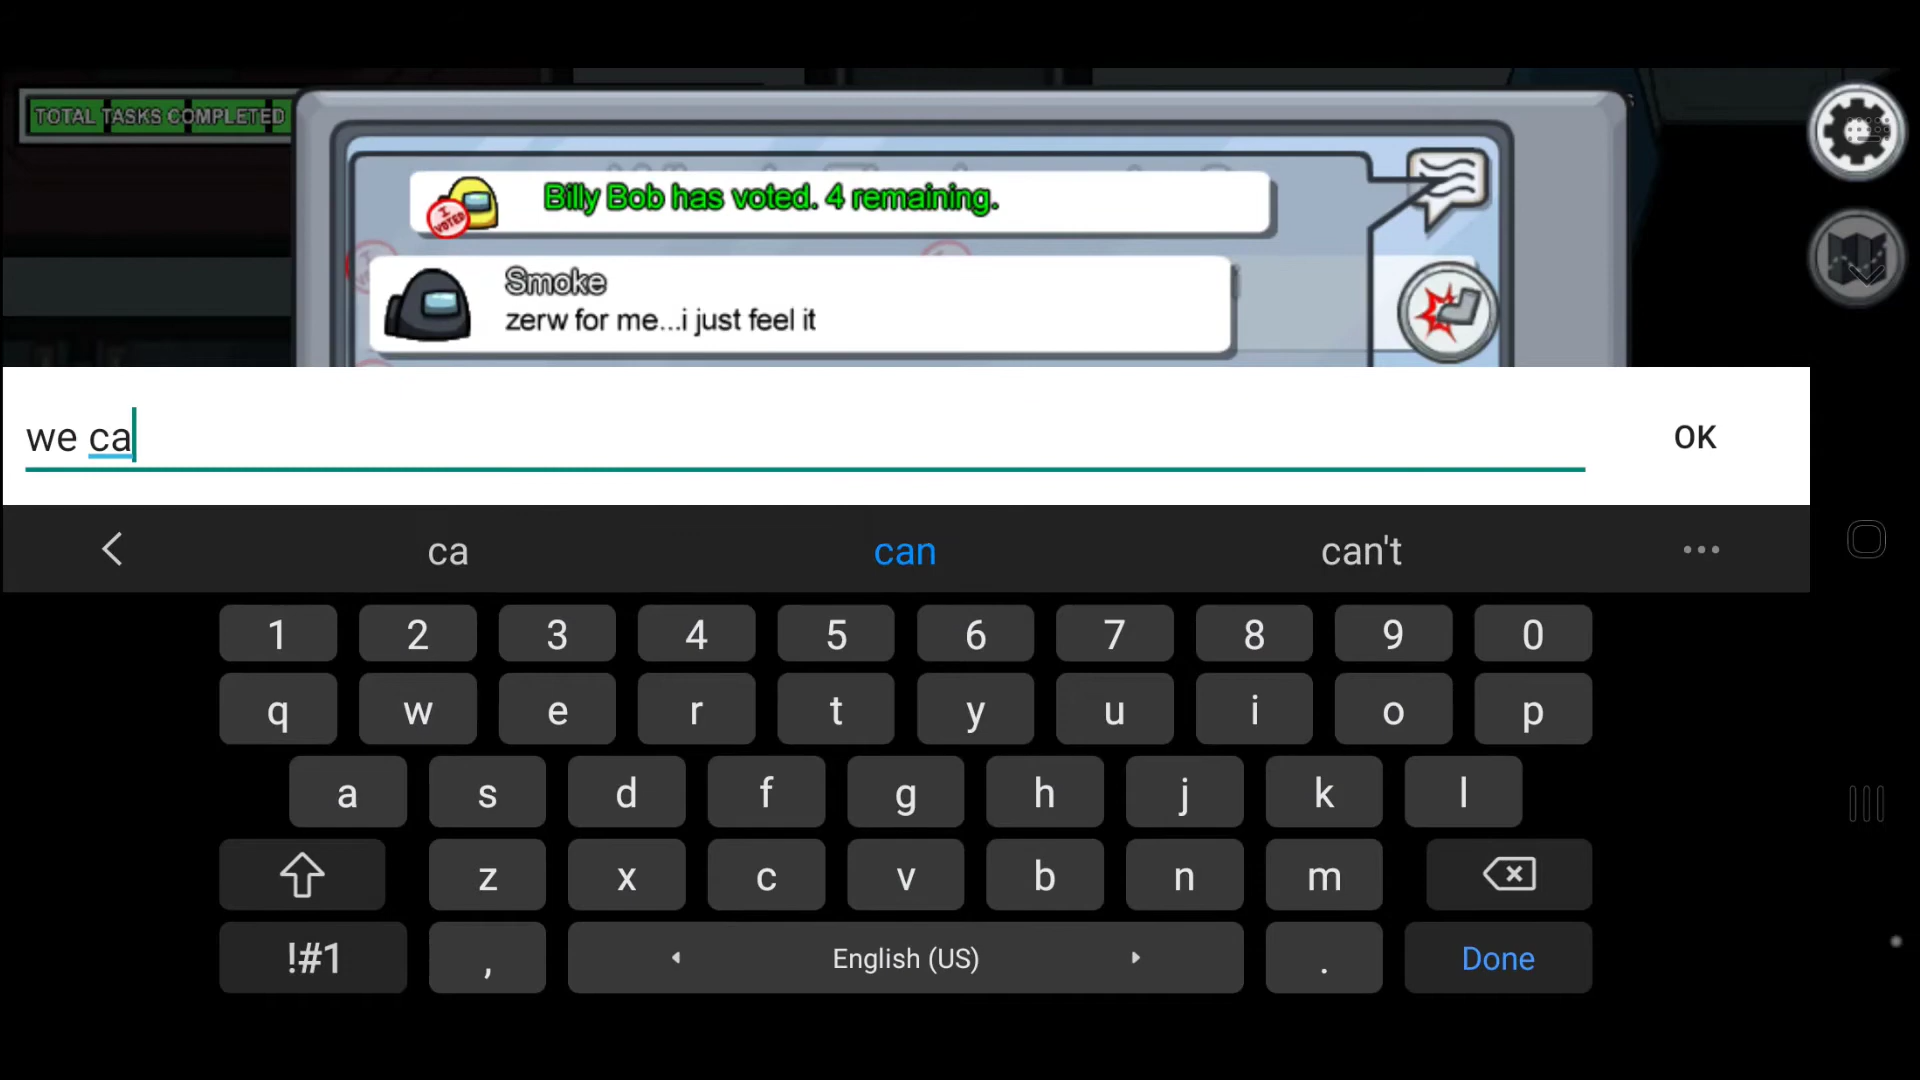 TOTAL TASKS COMPLETED
I VOTED
Billy Bob has voted. 4 remaining.
Smoke
zerw for me...i just feel it
we ca
OK
ca can can't
1 2 3 4 5 6 7 8 9 0
q w e r t y u i o p
a s d f g h j k l
z x c v b n m
!#1 , English (US) . Done